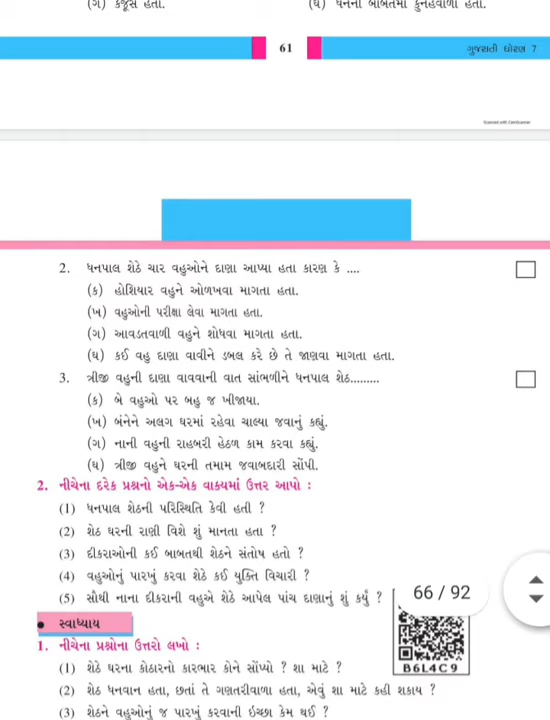 (ગ) કંજૂસ હતા.
(ઘ) ધનની બાબતમાં કુનેહવાળા હતા.
61
ગુજરાતી ધોરણ 7
Scanned with CamScanner
2. ધનપાલ શેઠે ચાર વહુઓને દાણા આપ્યા હતા કારણ કે ....
(ક) હોશિયાર વહુને ઓળખવા માગતા હતા.
(ખ) વહુઓની પરીક્ષા લેવા માગતા હતા.
(ગ) આવડતવાળી વહુને શોધવા માગતા હતા.
(ઘ) કઈ વહુ દાણા વાવીને ડબલ કરે છે તે જાણવા માગતા હતા.
3. ત્રીજી વહુની દાણા વાવવાની વાત સાંભળીને ધનપાલ શેઠ.........
(ક) બે વહુઓ પર બહુ જ ખીજાયા.
(ખ) બંનેને અલગ ઘરમાં રહેવા ચાલ્યા જવાનું કહ્યું.
(ગ) નાની વહુની રાહબરી હેઠળ કામ કરવા કહ્યું.
(ઘ) ત્રીજી વહુને ઘરની તમામ જવાબદારી સોંપી.
2. નીચેના દરેક પ્રશ્નનો એક-એક વાક્યમાં ઉત્તર આપો :
(1) ધનપાલ શેઠની પરિસ્થિતિ કેવી હતી ?
(2) શેઠ ઘરની રાણી વિશે શું માનતા હતા ?
(3) દીકરાઓની કઈ બાબતથી શેઠને સંતોષ હતો ?
(4) વહુઓનું પારખું કરવા શેઠે કઈ યુક્તિ વિચારી ?
(5) સૌથી નાના દીકરાની વહુએ શેઠે આપેલ પાંચ દાણાનું શું કર્યું ?
66 / 92
• સ્વાધ્યાય
1. નીચેના પ્રશ્નોના ઉત્તરો લખો :
B6L4C9
(1) શેઠે ઘરના કોઠારનો કારભાર કોને સોંપ્યો ? શા માટે ?
(2) શેઠ ધનવાન હતા, છતાં તે ગણતરીવાળા હતા, એવું શા માટે કહી શકાય ?
(3) શેઠને વહુઓનું જ પારખું કરવાની ઇચ્છા કેમ થઈ ?